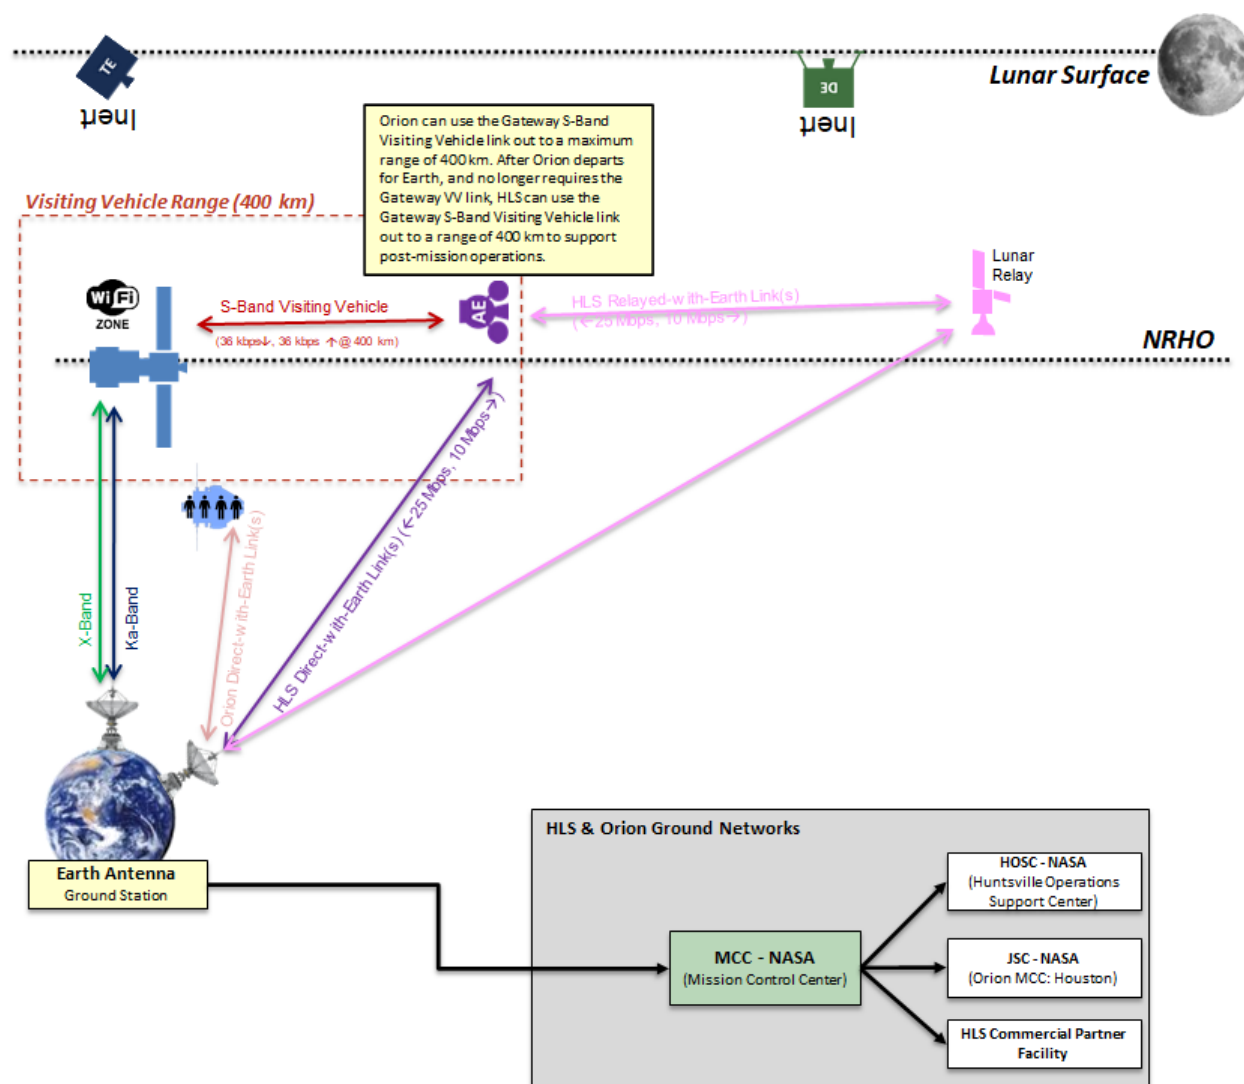 TE
Inert
DE
Inert
Lunar Surface
Orion can use the Gateway S-Band
Visiting Vehicle link out to a maximum
range of 400 km. After Orion departs
for Earth, and no longer requires the
Gateway VV link, HLS can use the
Gateway S-Band Visiting Vehicle link
out to a range of 400 km to support
post-mission operations.
Visiting Vehicle Range (400 km)
Wi Fi
ZONE
S-Band Visiting Vehicle
(36 kbps↓, 36 kbps ↑ @ 400 km)
AE
HLS Relayed-with-Earth Link(s)
(←25 Mbps, 10 Mbps→)
Lunar
Relay
NRHO
X-Band
Ka-Band
Orion Direct-with-Earth Link(s)
HLS Direct-with-Earth Link(s) (←25 Mbps, 10 Mbps→)
Earth Antenna
Ground Station
HLS & Orion Ground Networks
MCC - NASA
(Mission Control Center)
HOSC - NASA
(Huntsville Operations
Support Center)
JSC - NASA
(Orion MCC: Houston)
HLS Commercial Partner
Facility